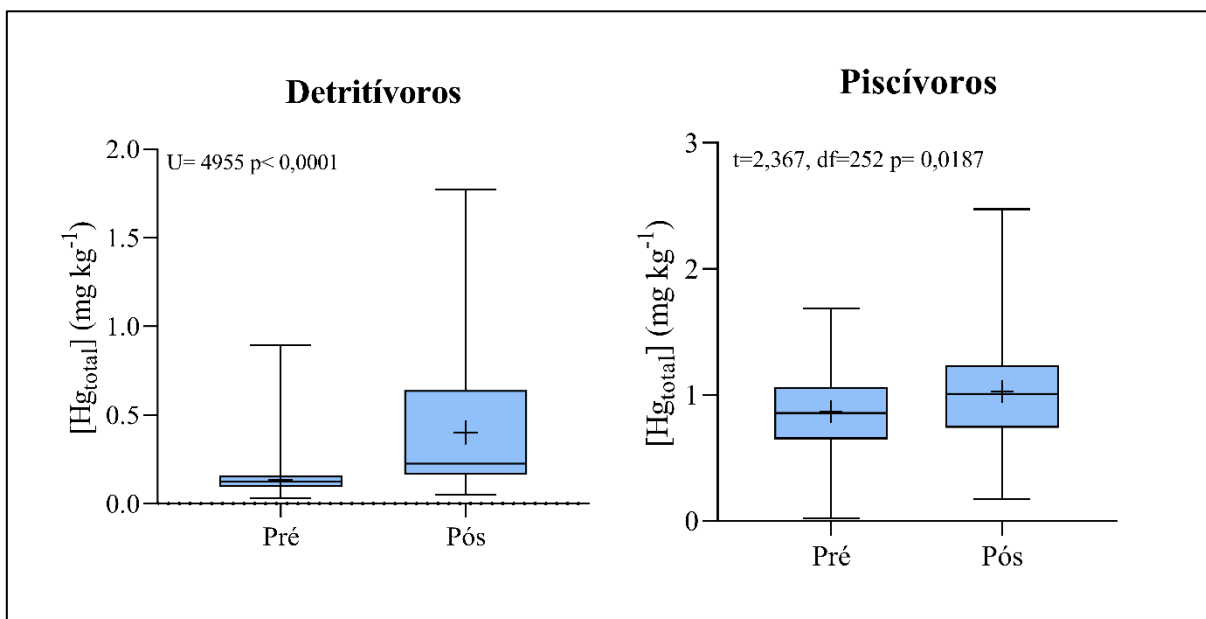 Detritívoros
U= 4955 p< 0,0001
[Hgtotal] (mg kg-1)
2.0
1.5
1.0
0.5
0.0
Pré
Pós
Piscívoros
t=2,367, df=252 p= 0,0187
[Hgtotal] (mg kg-1)
3
2
1
0
Pré
Pós